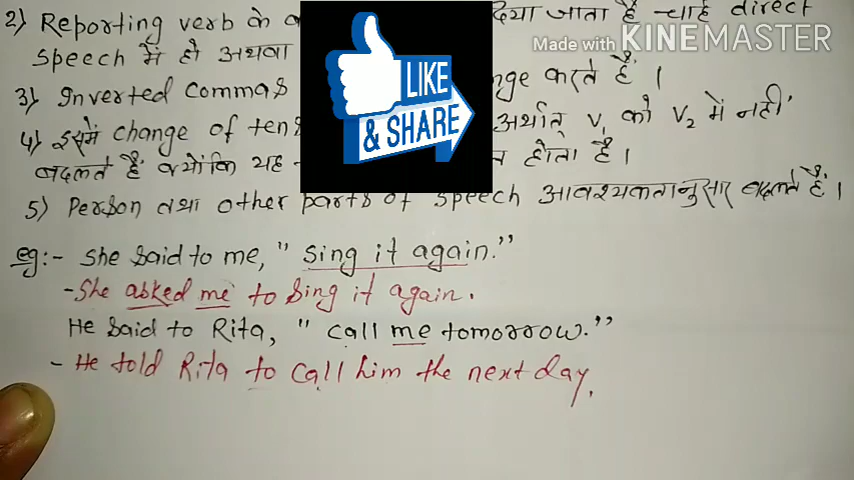 2) Reporting verb के दिया जाता है चाहे direct
Made with KINEMASTER
speech में हो अथवा
LIKE
& SHARE
3) Inverted commas करते हैं ।
4) इसमें change of अर्थात् V1 को V2 में नहीं
बदलते हैं क्योंकि यह होता है ।
5) Person तथा other parts of speech आवश्यकतानुसार बदलते हैं ।
eg:- She said to me, " sing it again."
- She asked me to sing it again.
He said to Rita, " call me tomorrow."
- He told Rita to call him the next day.